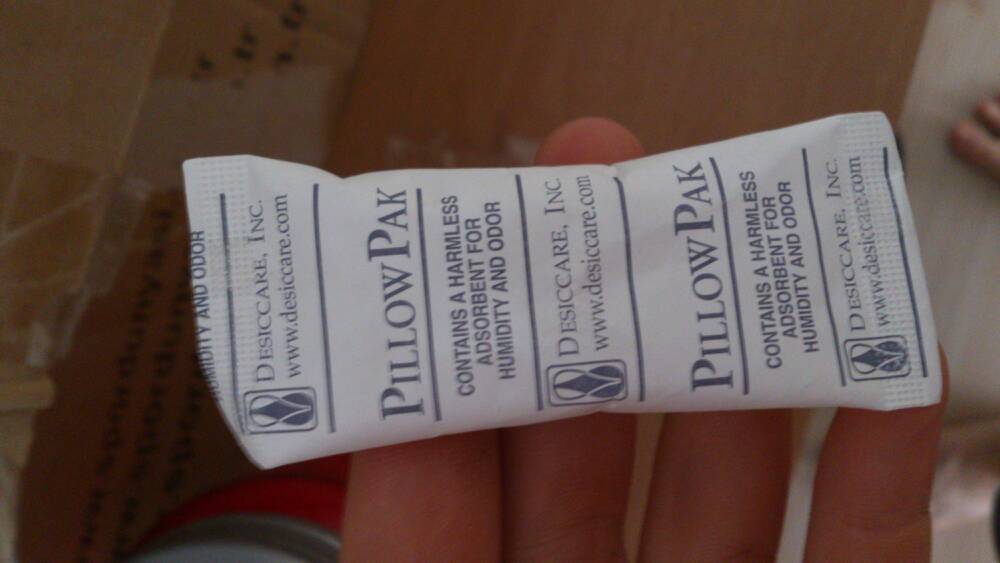 HUMIDITY AND ODOR
DESICCARE, INC.
www.desiccare.com
PILLOWPAK
CONTAINS A HARMLESS
ADSORBENT FOR
HUMIDITY AND ODOR
DESICCARE, INC.
www.desiccare.com
PILLOWPAK
CONTAINS A HARMLESS
ADSORBENT FOR
HUMIDITY AND ODOR
DESICCARE, INC.
www.desiccare.com